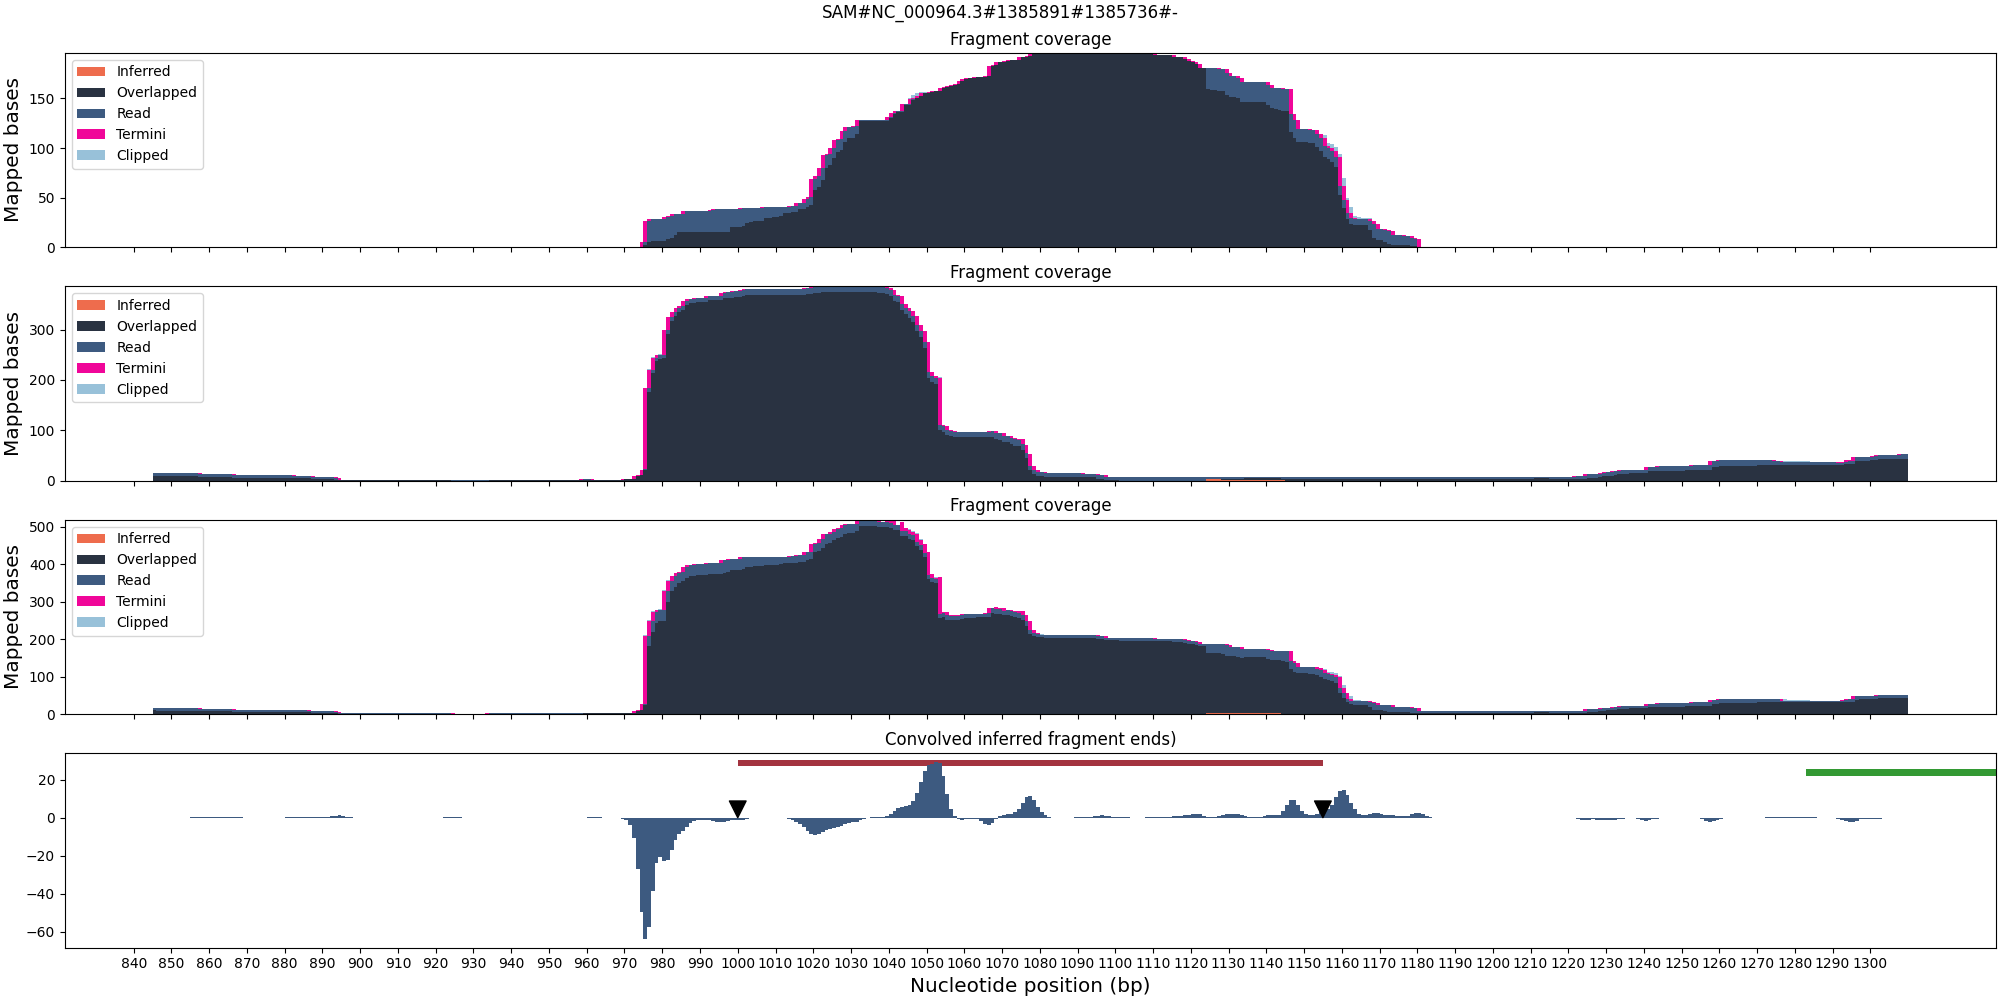 SAM#NC_000964.3#1385891#1385736#-
Fragment coverage
Mapped bases
150
100
50
0
Inferred
Overlapped
Read
Termini
Clipped
Fragment coverage
Mapped bases
300
200
100
0
Inferred
Overlapped
Read
Termini
Clipped
Fragment coverage
Mapped bases
500
400
300
200
100
0
Inferred
Overlapped
Read
Termini
Clipped
Convolved inferred fragment ends)
20
0
−20
−40
−60
840 850 860 870 880 890 900 910 920 930 940 950 960 970 980 990 1000 1010 1020 1030 1040 1050 1060 1070 1080 1090 1100 1110 1120 1130 1140 1150 1160 1170 1180 1190 1200 1210 1220 1230 1240 1250 1260 1270 1280 1290 1300
Nucleotide position (bp)